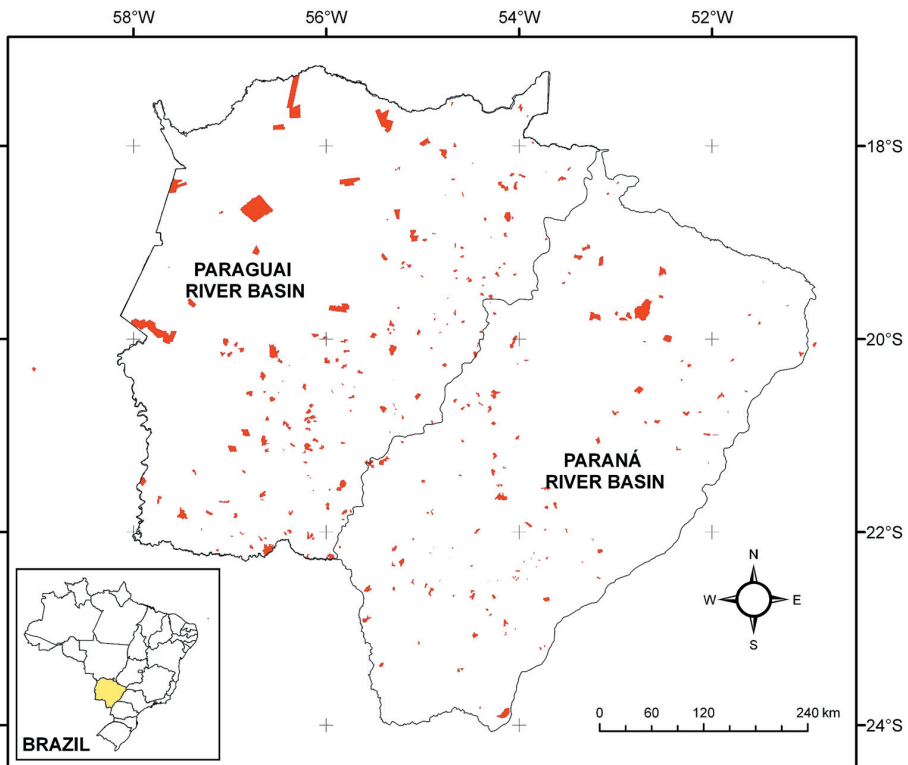 58°W 56°W 54°W 52°W
18°S
PARAGUAI
RIVER BASIN
20°S
PARANÁ
RIVER BASIN
22°S
N
W E
S
BRAZIL
0 60 120 240 km
24°S